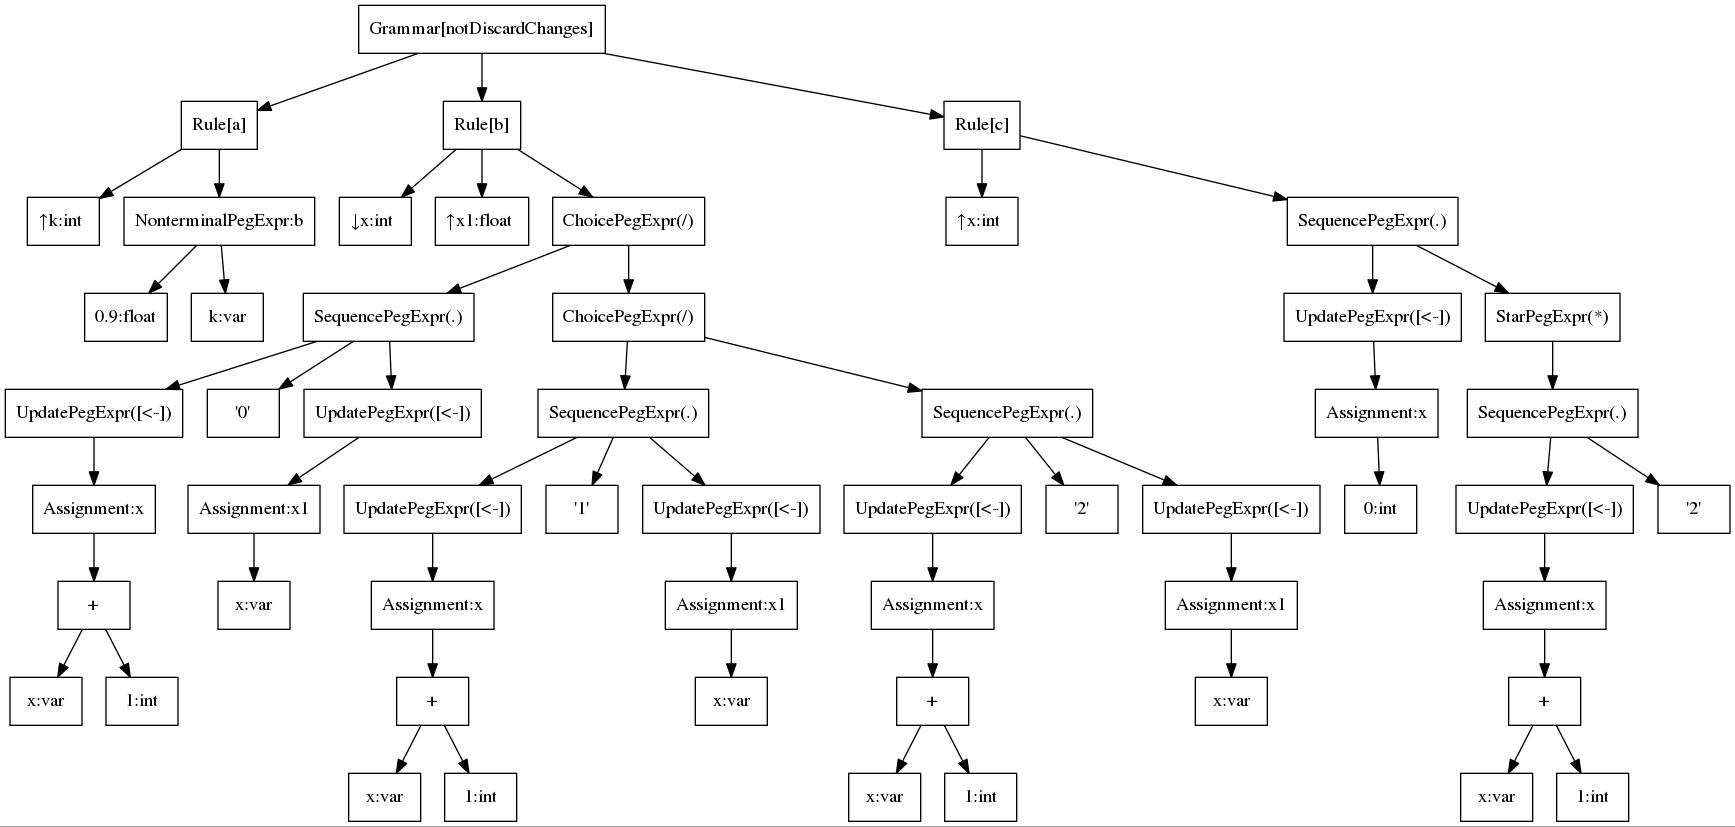 Grammar[notDiscardChanges]
Rule[a]
Rule[b]
Rule[c]
↑k:int
NonterminalPegExpr:b
↓x:int
↑x1:float
ChoicePegExpr(/)
↑x:int
SequencePegExpr(.)
0.9:float
k:var
SequencePegExpr(.)
ChoicePegExpr(/)
UpdatePegExpr([<-])
StarPegExpr(*)
UpdatePegExpr([<-])
'0'
UpdatePegExpr([<-])
SequencePegExpr(.)
SequencePegExpr(.)
Assignment:x
SequencePegExpr(.)
Assignment:x
Assignment:x1
UpdatePegExpr([<-])
'1'
UpdatePegExpr([<-])
UpdatePegExpr([<-])
'2'
UpdatePegExpr([<-])
0:int
UpdatePegExpr([<-])
'2'
+
x:var
Assignment:x
Assignment:x1
Assignment:x
Assignment:x1
Assignment:x
x:var
1:int
+
x:var
+
x:var
+
x:var
1:int
x:var
1:int
x:var
1:int